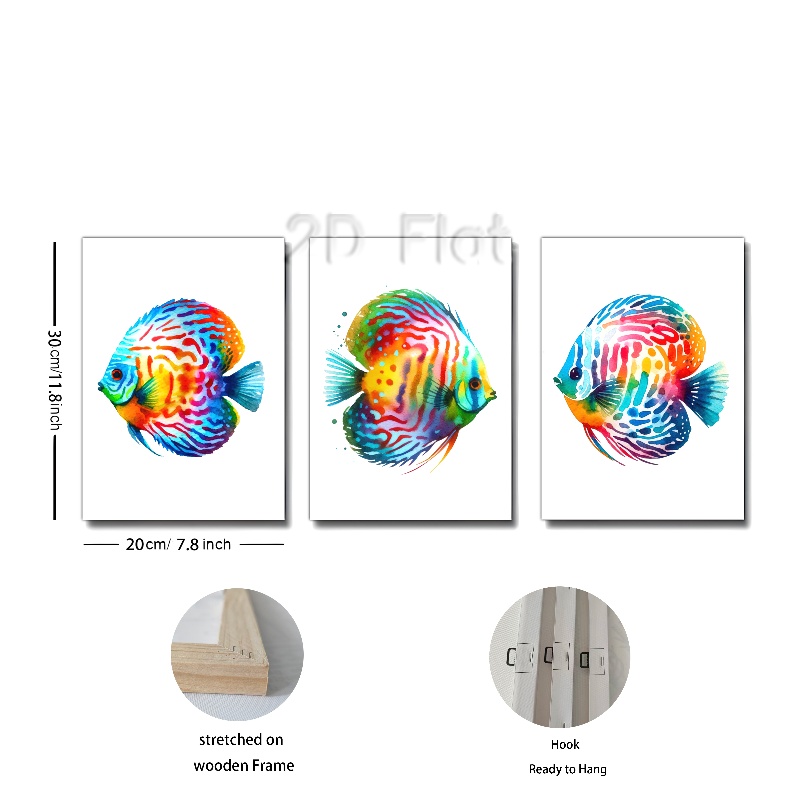 2D Flat
30cm/11.8inch
20cm/ 7.8 inch
stretched on
wooden Frame
Hook
Ready to Hang